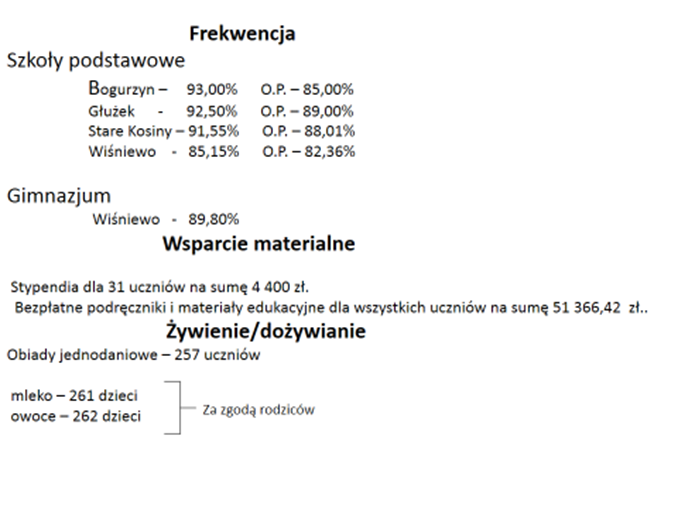 Frekwencja
Szkoły podstawowe
Bogurzyn – 93,00% O.P. – 85,00%
Głużek - 92,50% O.P. – 89,00%
Stare Kosiny – 91,55% O.P. – 88,01%
Wiśniewo - 85,15% O.P. – 82,36%
Gimnazjum
Wiśniewo - 89,80%
Wsparcie materialne
Stypendia dla 31 uczniów na sumę 4 400 zł.
Bezpłatne podręczniki i materiały edukacyjne dla wszystkich uczniów na sumę 51 366,42 zł..
Żywienie/dożywianie
Obiady jednodaniowe – 257 uczniów
mleko – 261 dzieci
owoce – 262 dzieci
Za zgodą rodziców